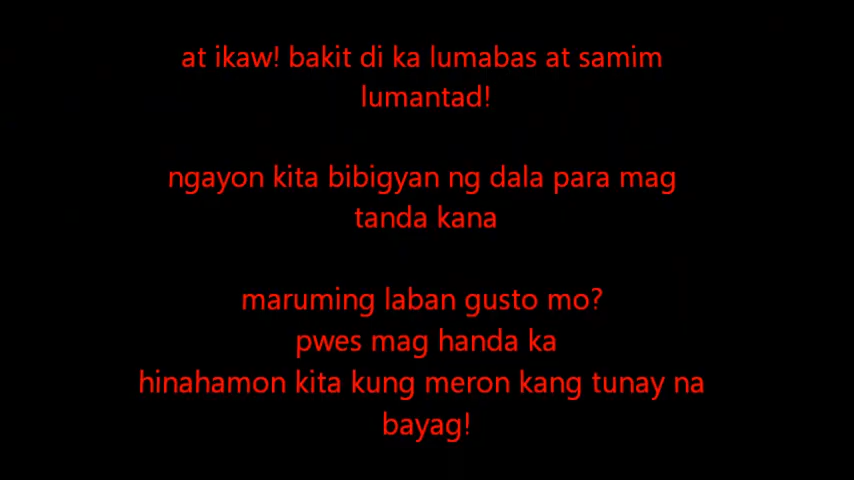 at ikaw! bakit di ka lumabas at samim
lumantad!
ngayon kita bibigyan ng dala para mag
tanda kana
maruming laban gusto mo?
pwes mag handa ka
hinahamon kita kung meron kang tunay na
bayag!